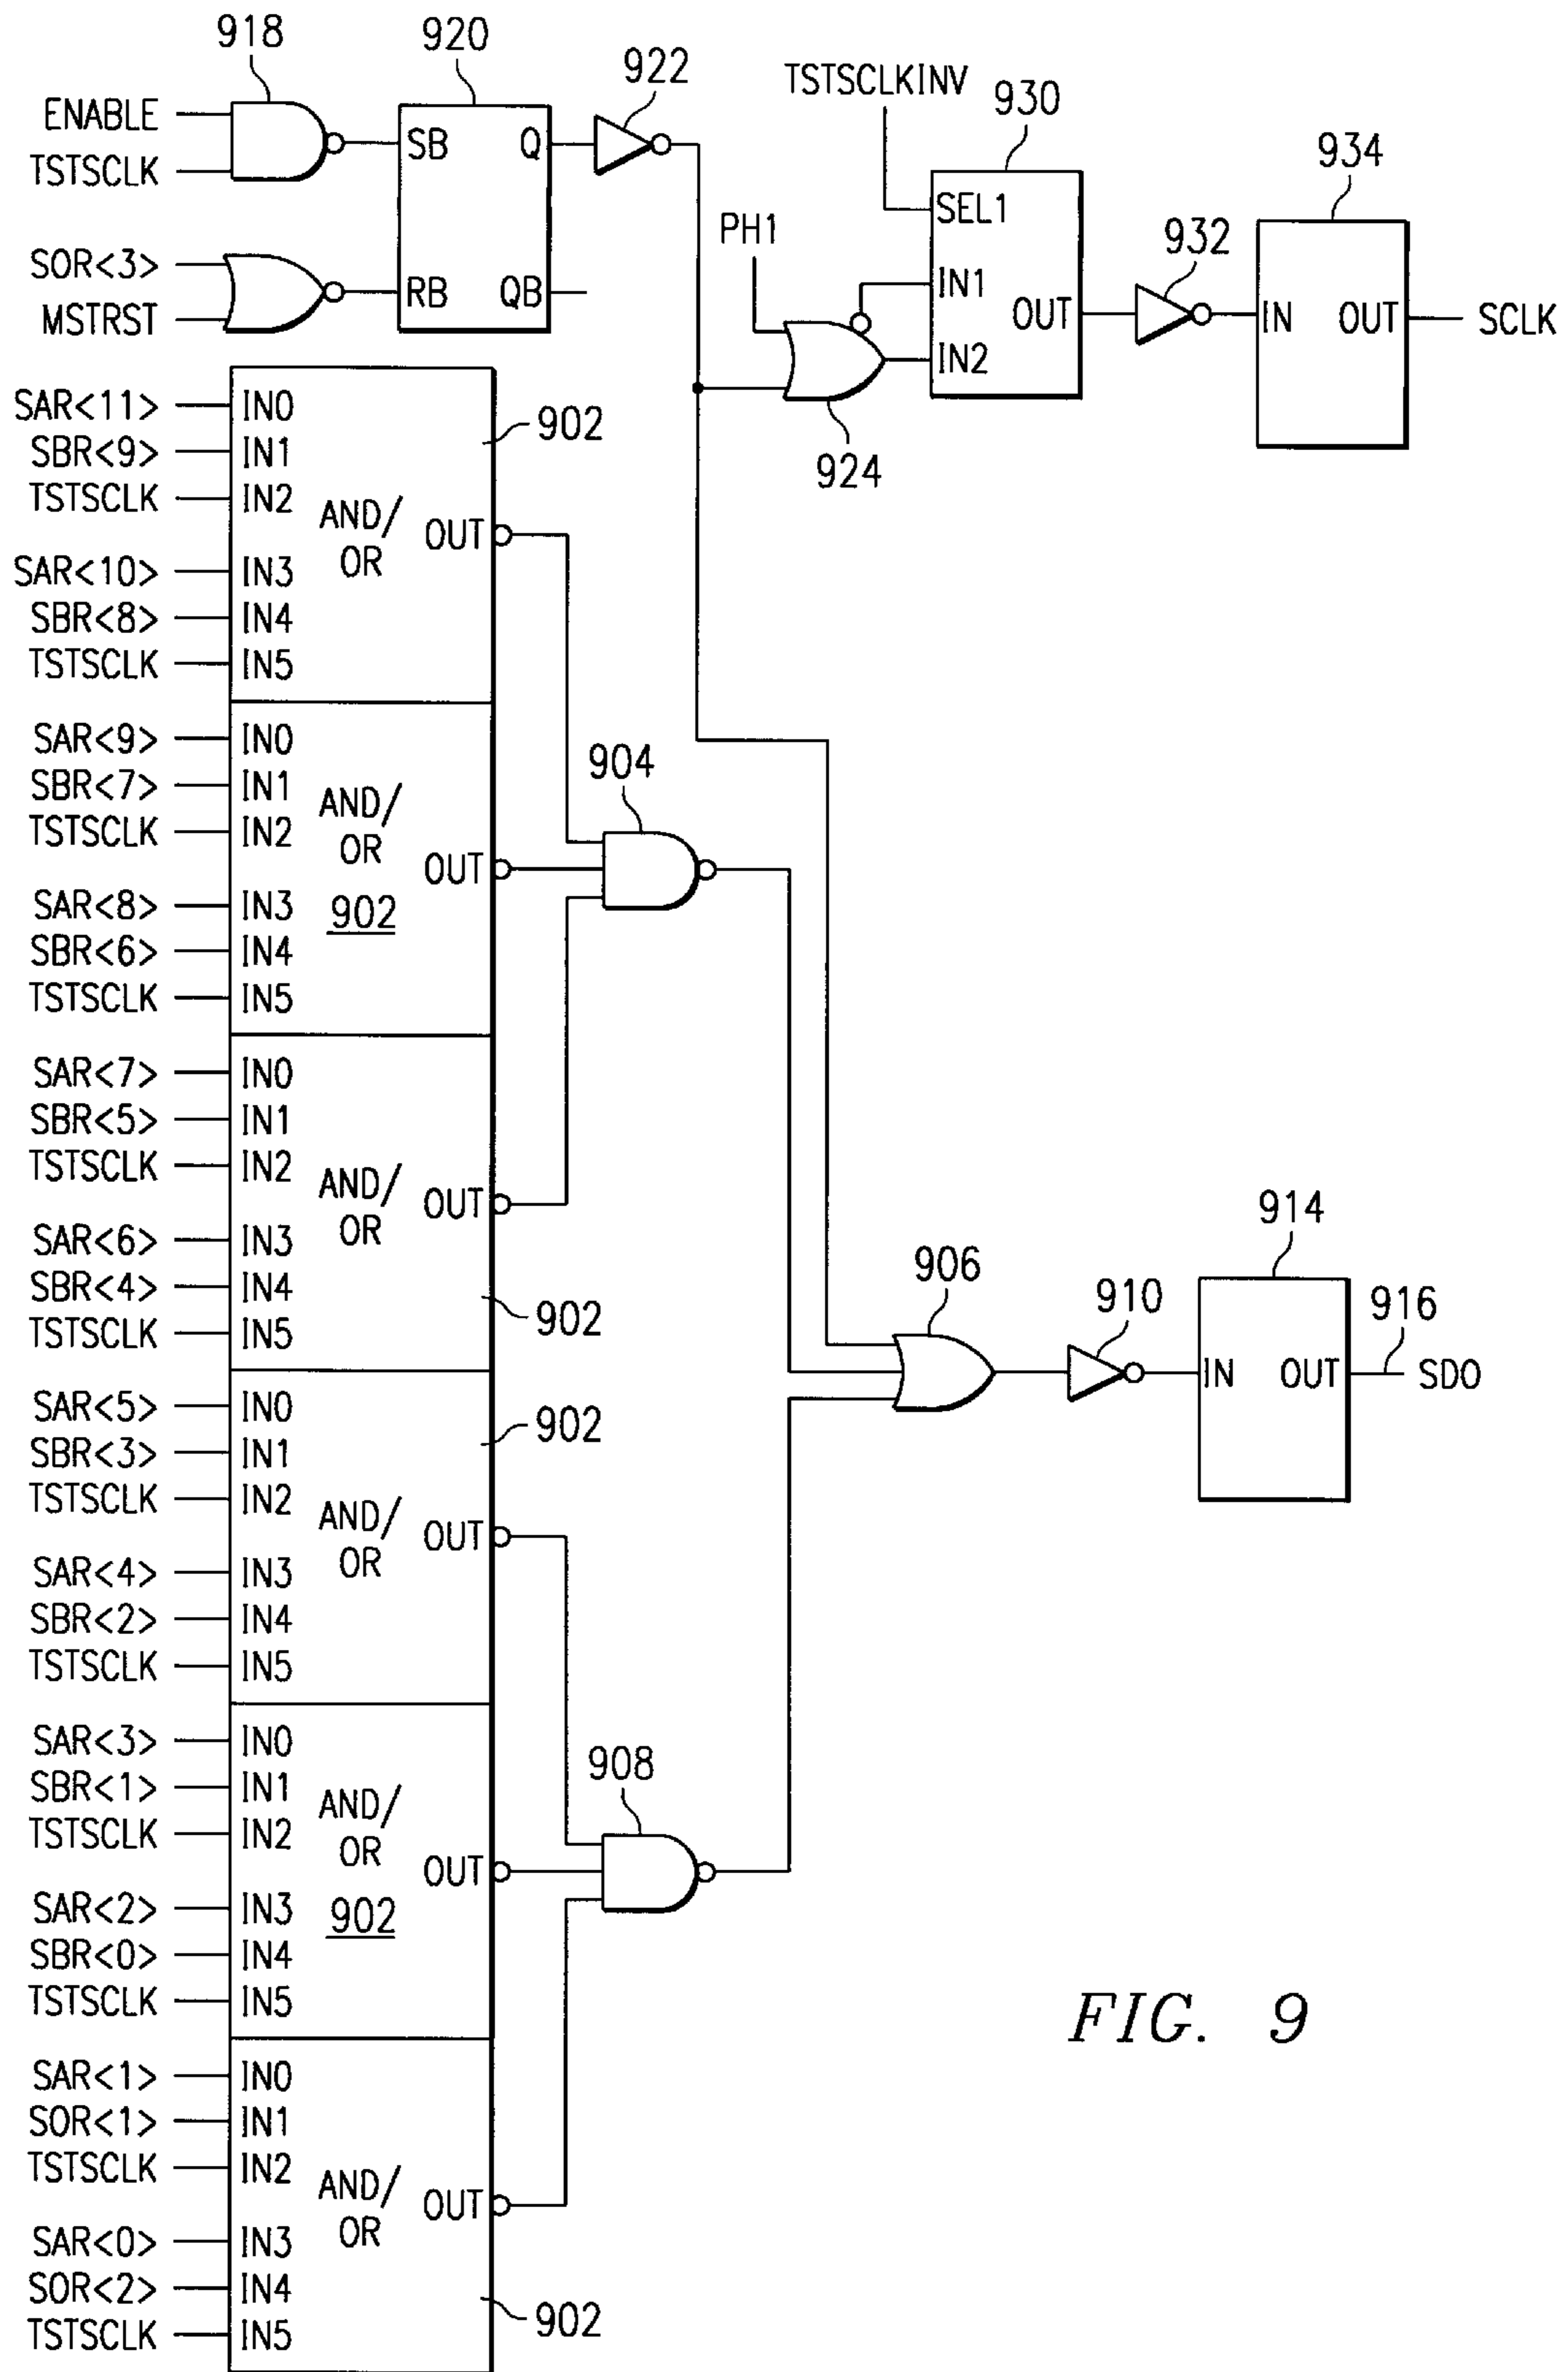 918
920
922
ENABLE
TSTSCLK
SB
Q
SOR<3>
MSTRST
RB
QB
TSTSCLKINV
930
934
PH1
SEL1
IN1
IN2
OUT
932
IN
OUT
SCLK
924
SAR<11>
IN0
902
SBR<9>
IN1
TSTSCLK
IN2
AND/
OR
OUT
SAR<10>
IN3
SBR<8>
IN4
TSTSCLK
IN5
SAR<9>
IN0
SBR<7>
IN1
TSTSCLK
IN2
AND/
OR
OUT
904
SAR<8>
IN3
902
SBR<6>
IN4
TSTSCLK
IN5
SAR<7>
IN0
SBR<5>
IN1
TSTSCLK
IN2
AND/
OR
OUT
SAR<6>
IN3
SBR<4>
IN4
902
TSTSCLK
IN5
906
910
914
IN
OUT
916
SDO
SAR<5>
IN0
902
SBR<3>
IN1
TSTSCLK
IN2
AND/
OR
OUT
SAR<4>
IN3
SBR<2>
IN4
TSTSCLK
IN5
SAR<3>
IN0
SBR<1>
IN1
TSTSCLK
IN2
AND/
OR
OUT
908
SAR<2>
IN3
902
SBR<0>
IN4
TSTSCLK
IN5
SAR<1>
IN0
SOR<1>
IN1
TSTSCLK
IN2
AND/
OR
OUT
SAR<0>
IN3
SOR<2>
IN4
902
TSTSCLK
IN5
FIG. 9